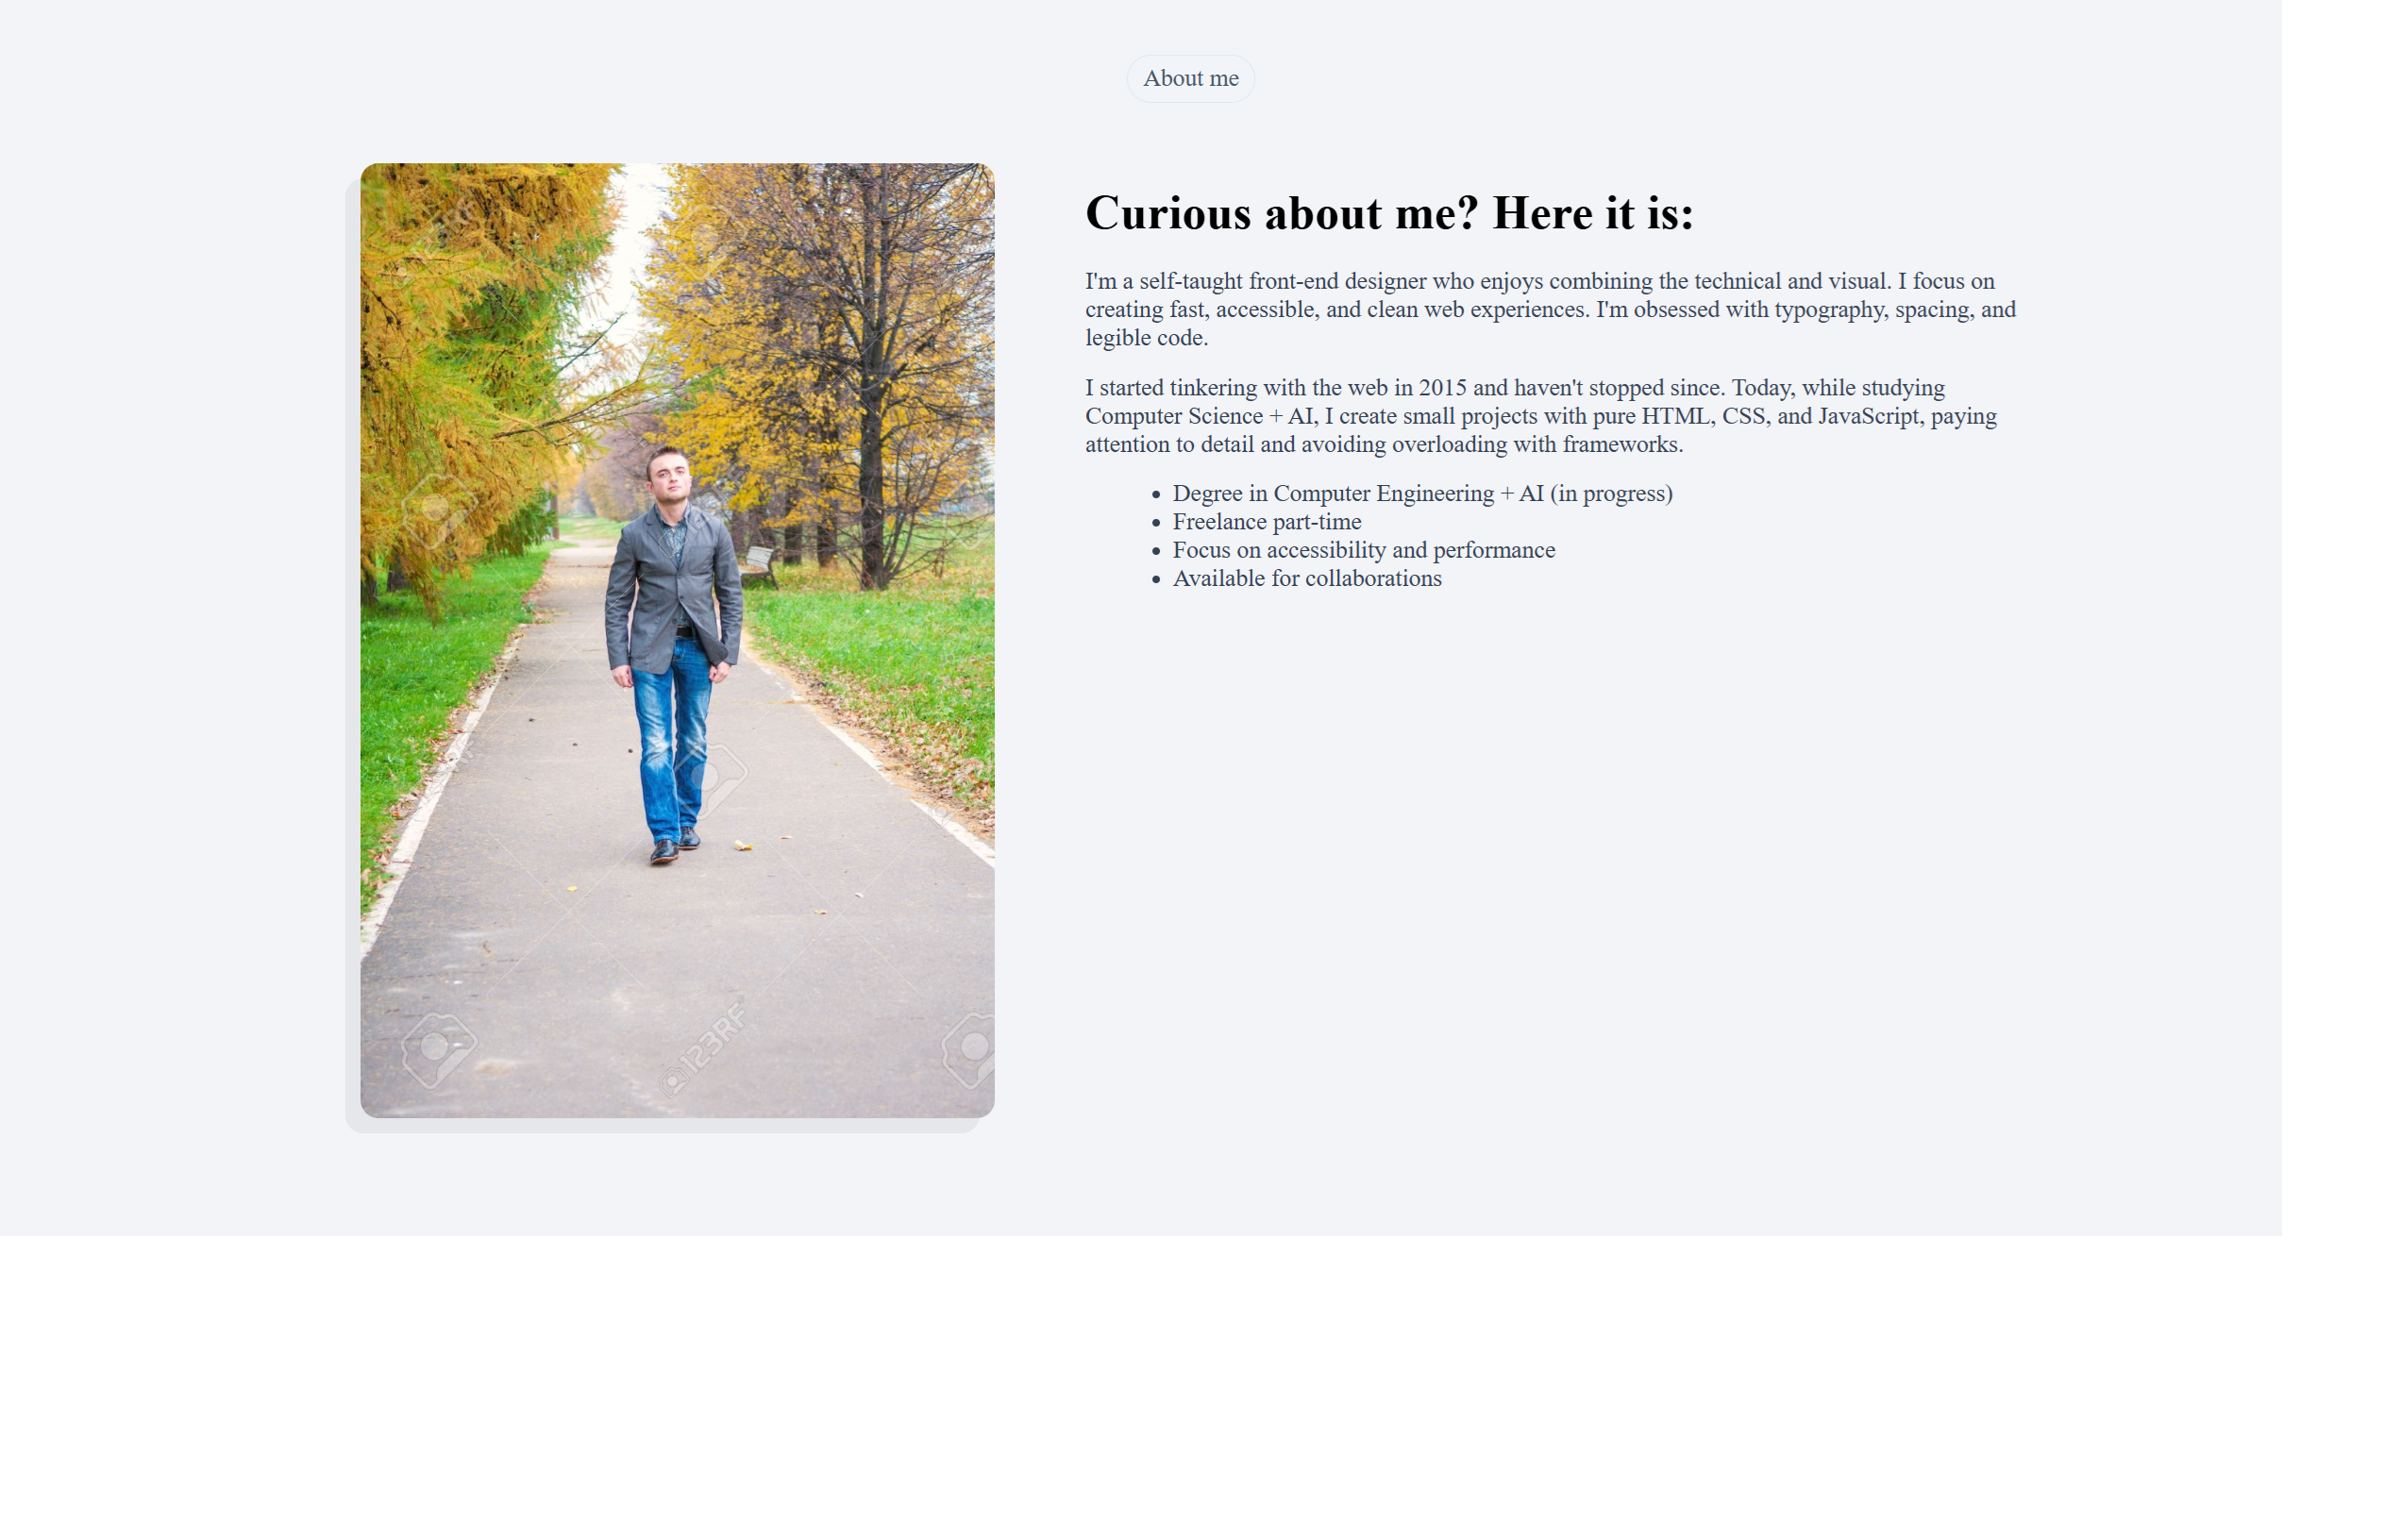 About me
Curious about me? Here it is:
I'm a self-taught front-end designer who enjoys combining the technical and visual. I focus on
creating fast, accessible, and clean web experiences. I'm obsessed with typography, spacing, and
legible code.
I started tinkering with the web in 2015 and haven't stopped since. Today, while studying
Computer Science + AI, I create small projects with pure HTML, CSS, and JavaScript, paying
attention to detail and avoiding overloading with frameworks.
• Degree in Computer Engineering + AI (in progress)
• Freelance part-time
• Focus on accessibility and performance
• Available for collaborations
123RF